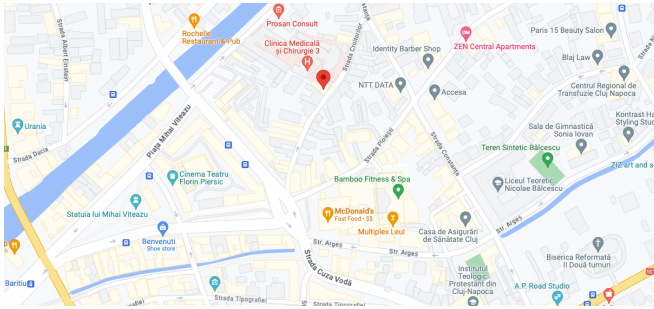 Prosan Consult
Rochelle
Restaurant & Pub
Clinica Medicală
și Chirurgie 3
Strada Croitorilor
Strada Constanța
Identity Barber Shop
ZEN Central Apartments
Paris 15 Beauty Salon
Blaj Law
Strada Albert Einstein
NTT DATA
Accesa
Centrul Regional de
Transfuzie Cluj Napoca
Urania
Piața Mihai Viteazu
Sala de Gimnastică
Sonia Iovan
Kontrast Ha
Styling Stu
Strada Dacia
Strada Ploiești
Strada Constanța
Teren Sintetic Bălcescu
ZIZ art and s
Cinema Teatru
Florin Piersic
Bamboo Fitness & Spa
Liceul Teoretic
Nicolae Bălcescu
Statuia lui Mihai Viteazu
McDonald's
Fast Food • $$
Multiplex Leul
Casa de Asigurări
de Sănătate Cluj
Str. Argeș
Benvenuti
Shoe store
Str. Argeș
Str. Argeș
Biserica Reformată
II Două turnuri
Baritiu
Strada Cuza Vodă
Institutul
Teologic
Protestant din
Cluj-Napoca
A.P. Road Studio
Strada Tipografiei
Strada Tipografiei